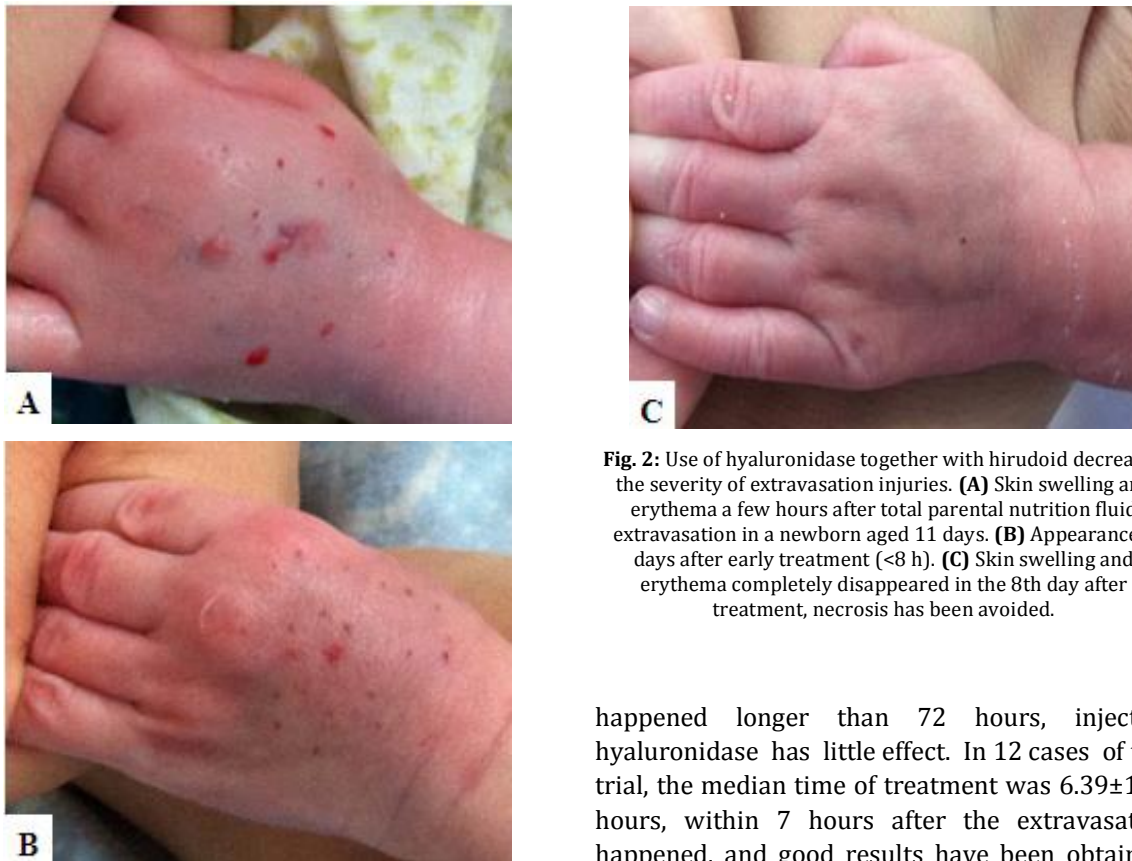 A
B
C
Fig. 2: Use of hyaluronidase together with hirudoid decrea
the severity of extravasation injuries. (A) Skin swelling an
erythema a few hours after total parental nutrition fluid
extravasation in a newborn aged 11 days. (B) Appearance
days after early treatment (<8 h). (C) Skin swelling and
erythema completely disappeared in the 8th day after
treatment, necrosis has been avoided.
happened longer than 72 hours, inject
hyaluronidase has little effect. In 12 cases of
trial, the median time of treatment was 6.39±1
hours, within 7 hours after the extravasat
happened, and good results have been obtain